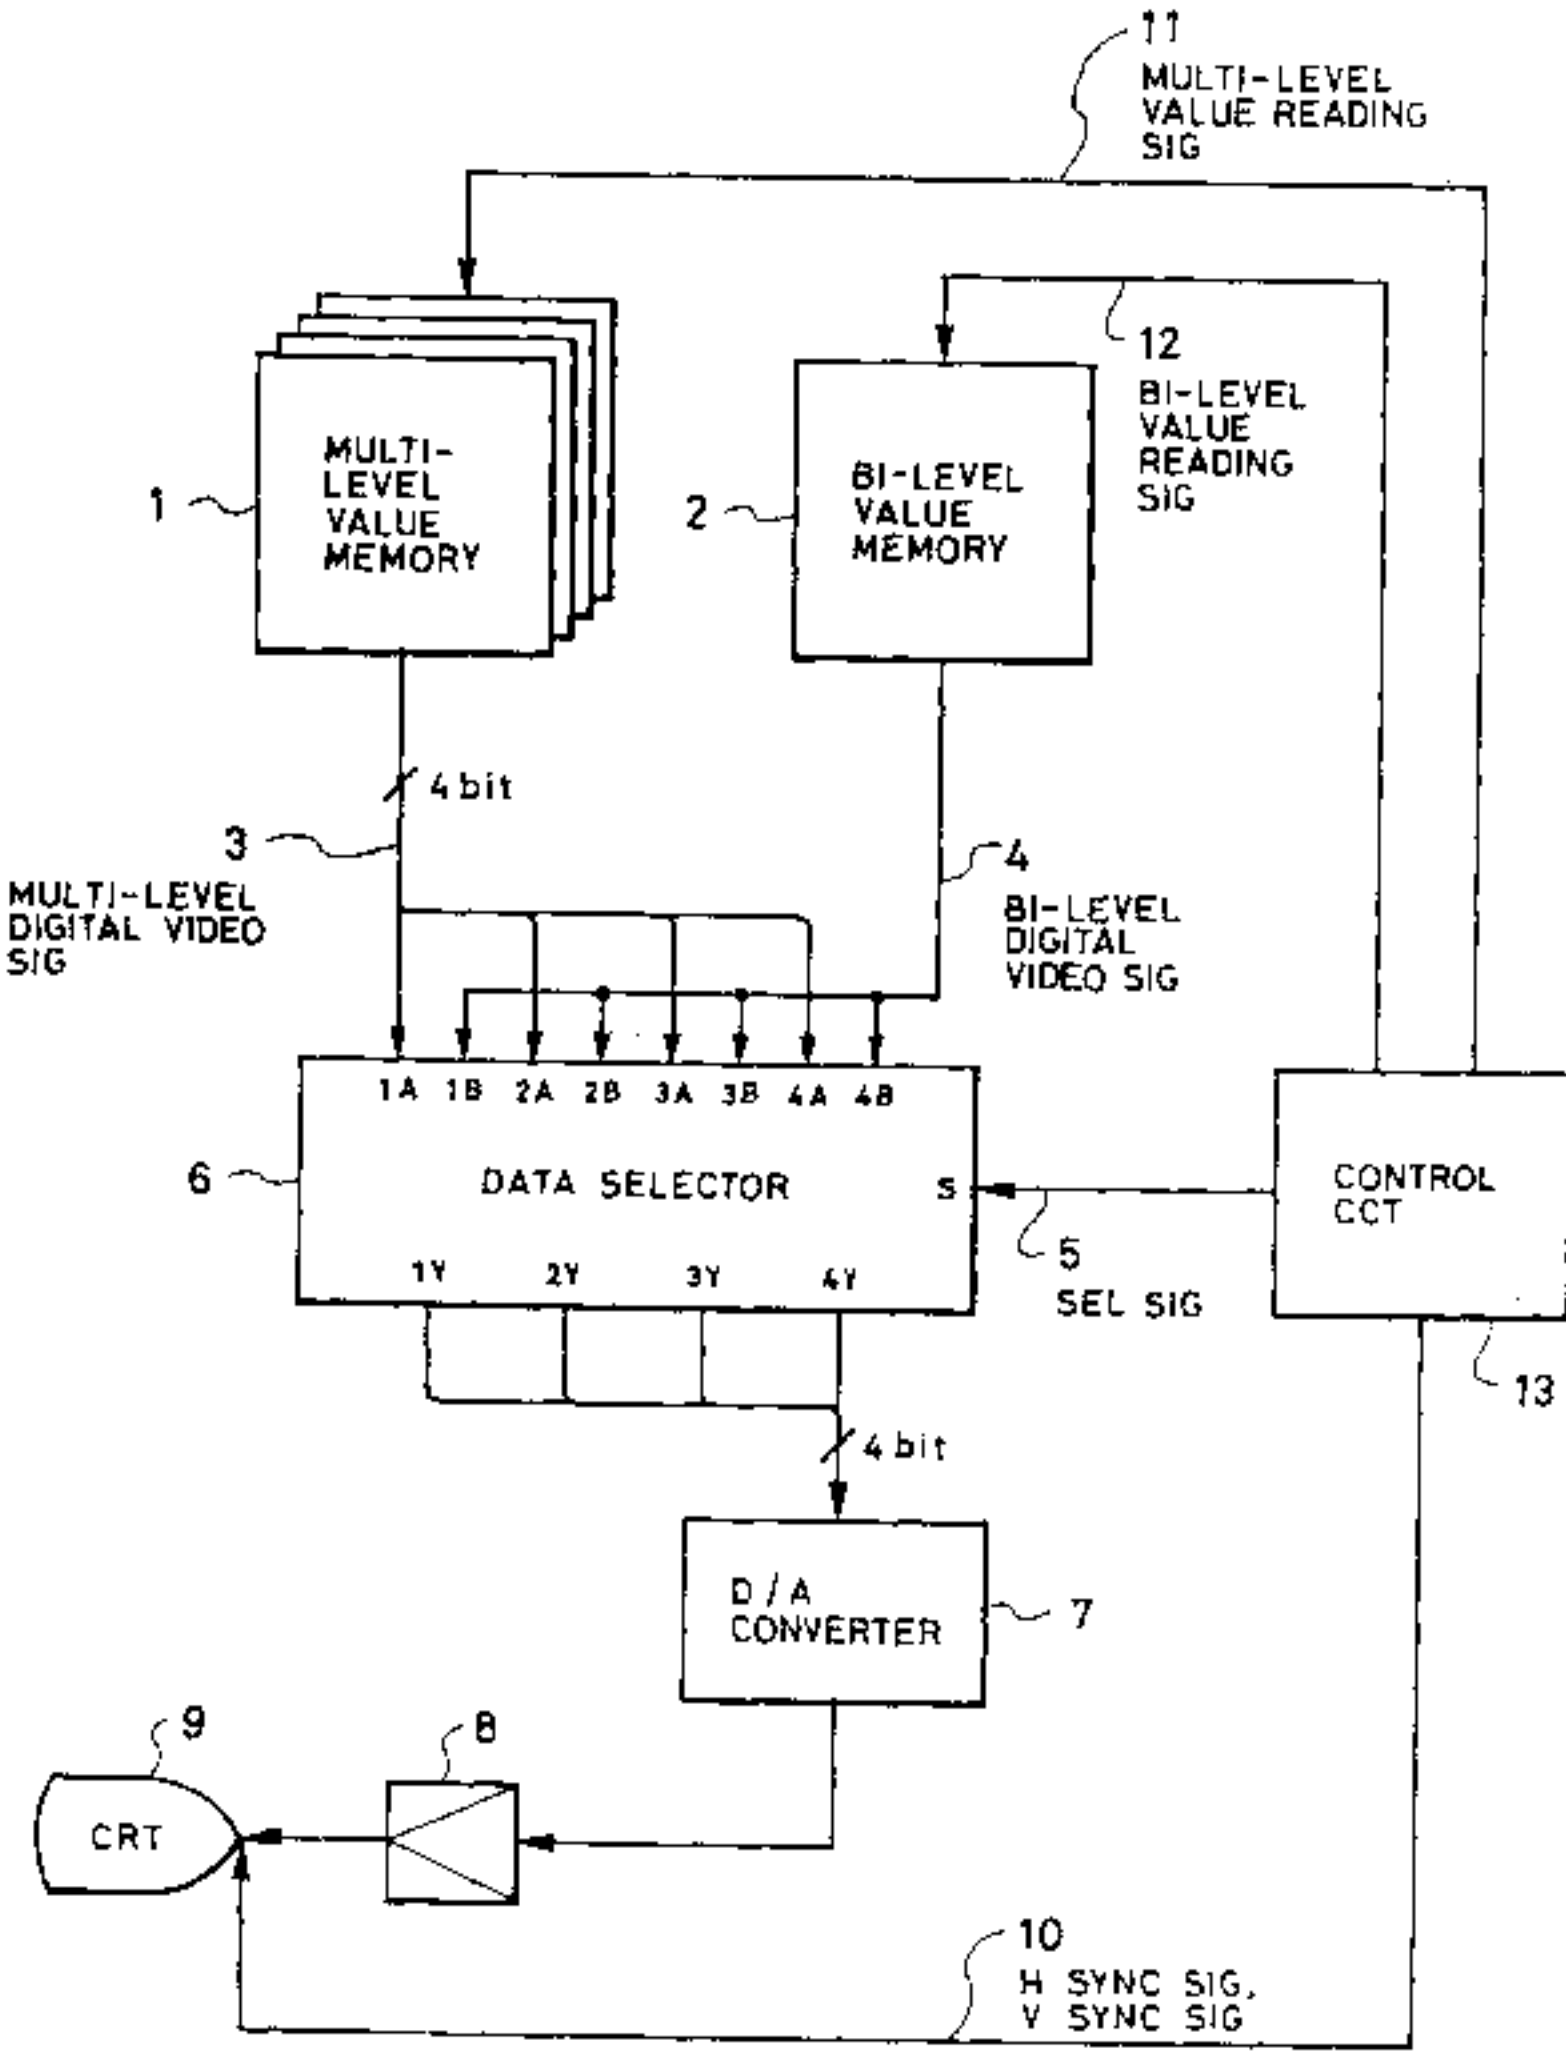 11
MULTI-LEVEL
VALUE READING
SIG
12
BI-LEVEL
VALUE
READING
SIG
1
MULTI-
LEVEL
VALUE
MEMORY
2
BI-LEVEL
VALUE
MEMORY
4 bit
3
MULTI-LEVEL
DIGITAL VIDEO
SIG
4
BI-LEVEL
DIGITAL
VIDEO SIG
1A 1B 2A 2B 3A 3B 4A 4B
6
DATA SELECTOR
S
1Y 2Y 3Y 4Y
5
SEL SIG
CONTROL
CCT
13
4 bit
D/A
CONVERTER
7
9
CRT
8
10
H SYNC SIG,
V SYNC SIG